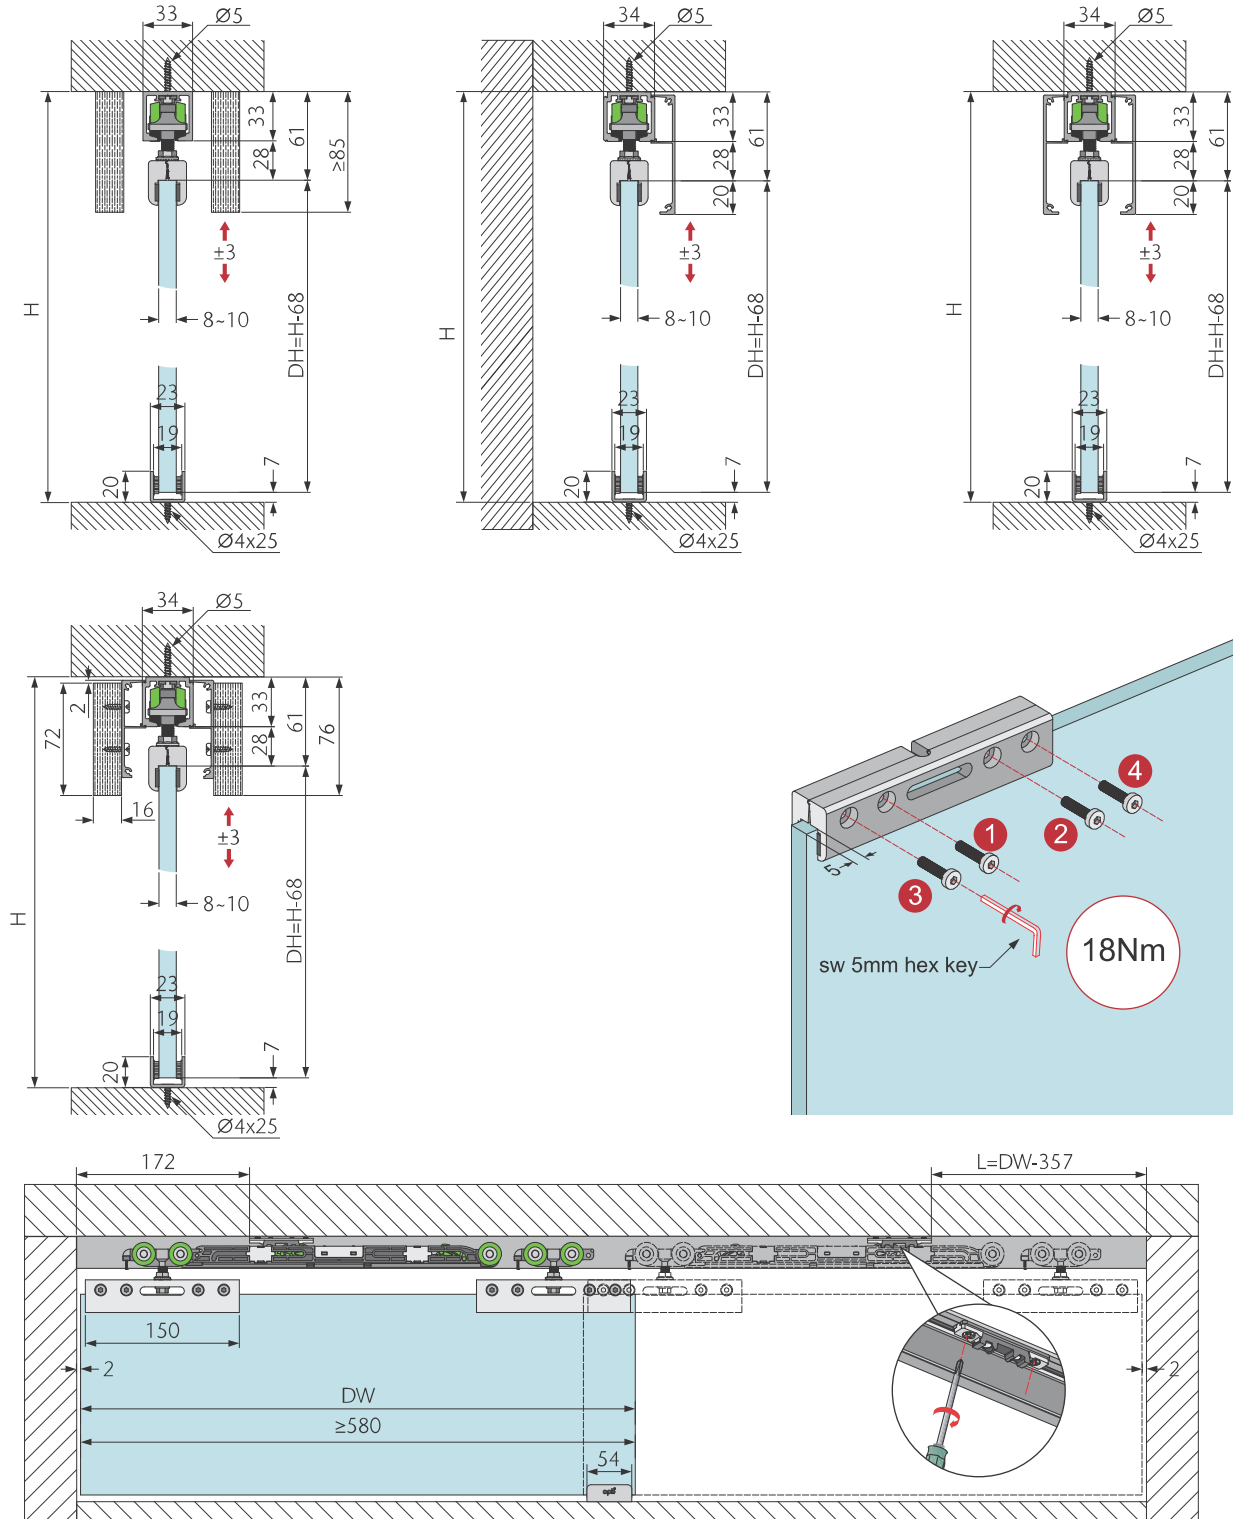 33
Ø5
33
61
28
≥85
±3
H
8~10
DH=H-68
23
19
7
20
Ø4x25
34
Ø5
33
61
28
20
±3
H
8~10
DH=H-68
23
19
7
20
Ø4x25
34
Ø5
33
61
28
20
±3
H
8~10
DH=H-68
23
19
7
20
Ø4x25
34
Ø5
2
72
33
61
28
76
16
±3
H
8~10
DH=H-68
23
19
7
20
Ø4x25
4
1
2
5
3
18Nm
sw 5mm hex key
172
L=DW-357
150
2
2
DW
≥580
54
opti